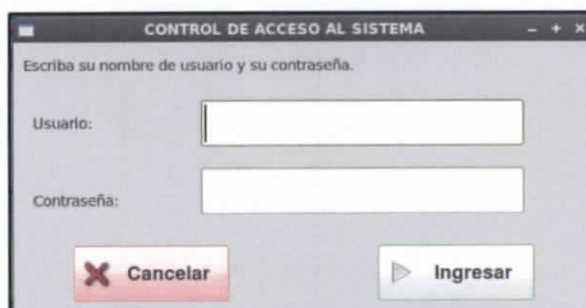 CONTROL DE ACCESO AL SISTEMA
Escriba su nombre de usuario y su contraseña.
Usuario:
Contraseña:
Cancelar
Ingresar